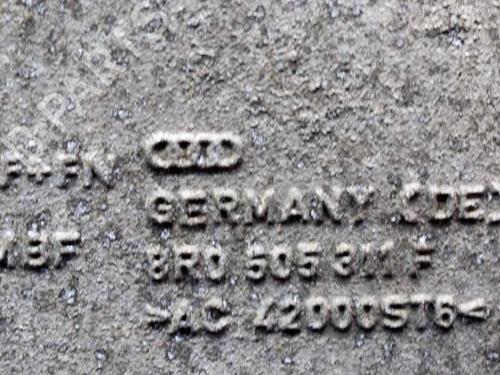 F+FN
GERMANY (DE)
MBF
8R0 505 311 F
>AC 42000ST6<